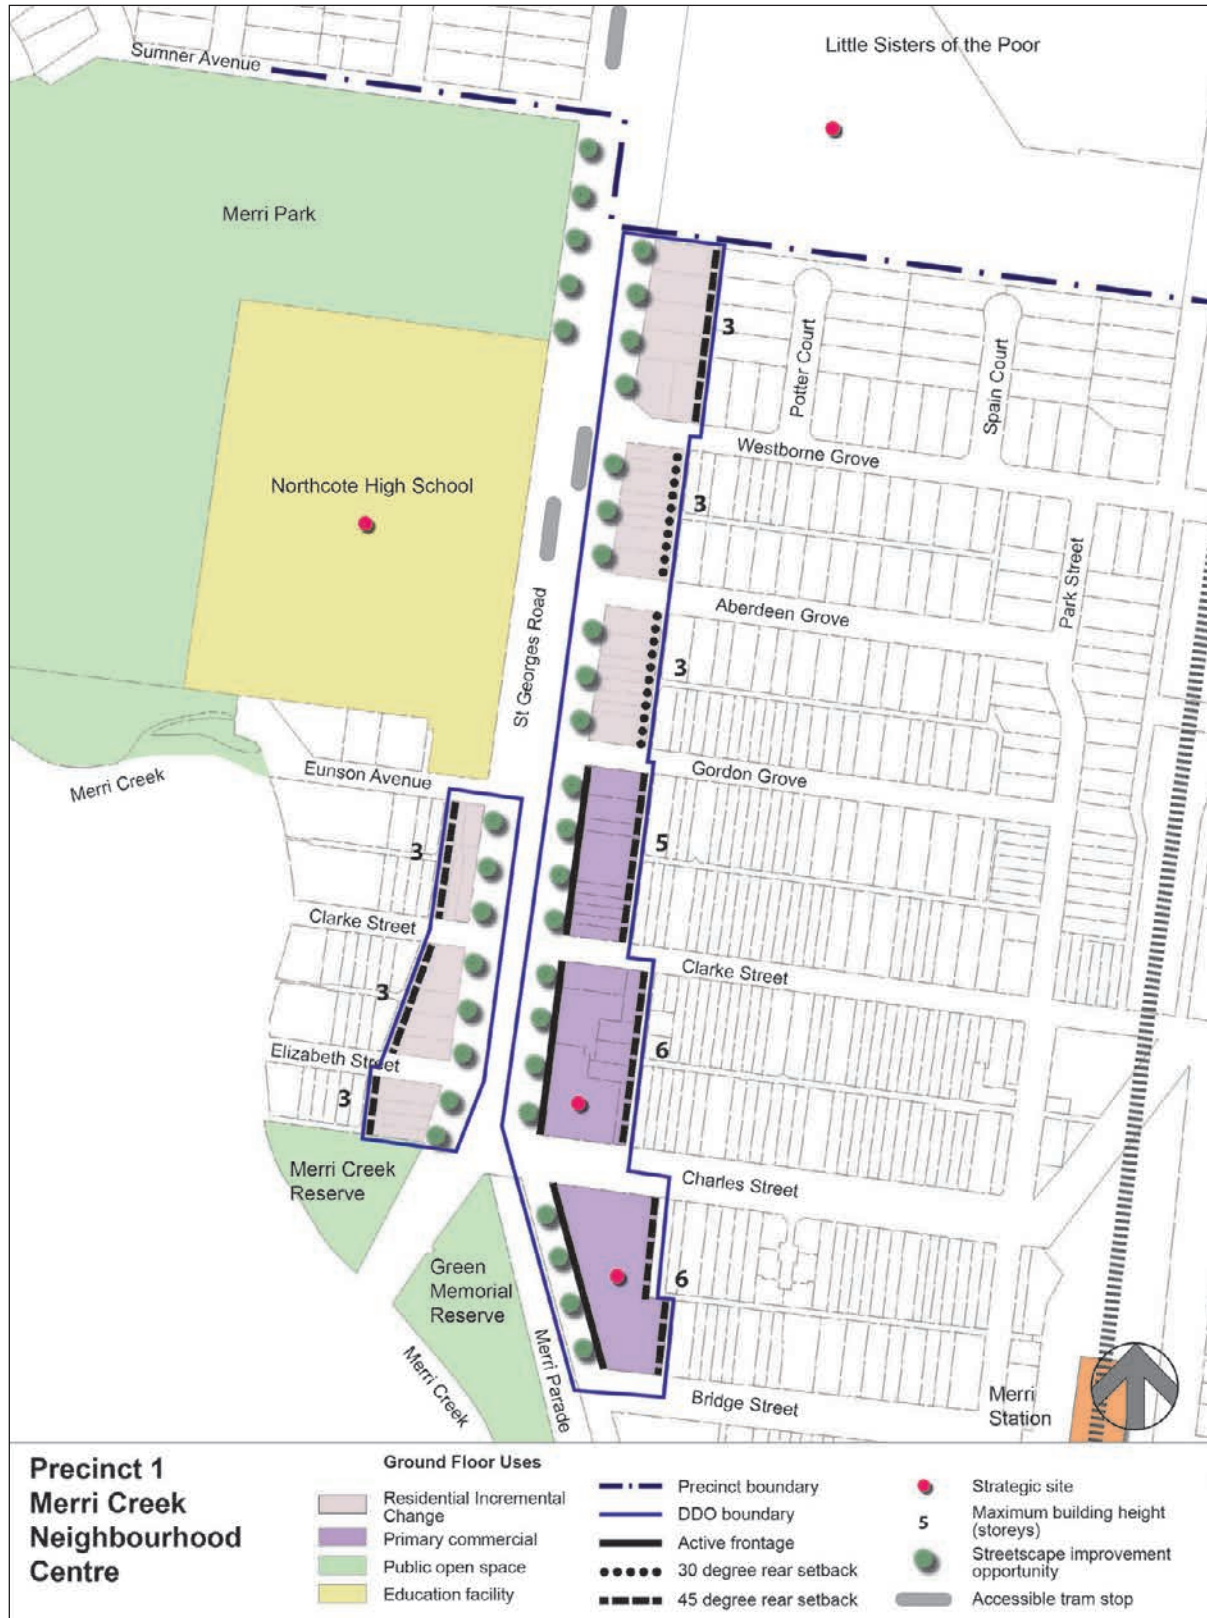 Sumner Avenue
Little Sisters of the Poor
Merri Park
3
Potter Court
Spain Court
Westborne Grove
Northcote High School
3
Park Street
Aberdeen Grove
St Georges Road
3
Gordon Grove
Eunson Avenue
Merri Creek
3
5
Clarke Street
Clarke Street
3
6
Elizabeth Street
3
Merri Creek
Reserve
Charles Street
Green
Memorial
Reserve
6
Merri Parade
Merri Creek
Bridge Street
Merri
Station
Precinct 1
Merri Creek
Neighbourhood
Centre
Ground Floor Uses
Residential Incremental
Change
Primary commercial
Public open space
Education facility
Precinct boundary
DDO boundary
Active frontage
30 degree rear setback
45 degree rear setback
Strategic site
5 Maximum building height
(storeys)
Streetscape improvement
opportunity
Accessible tram stop